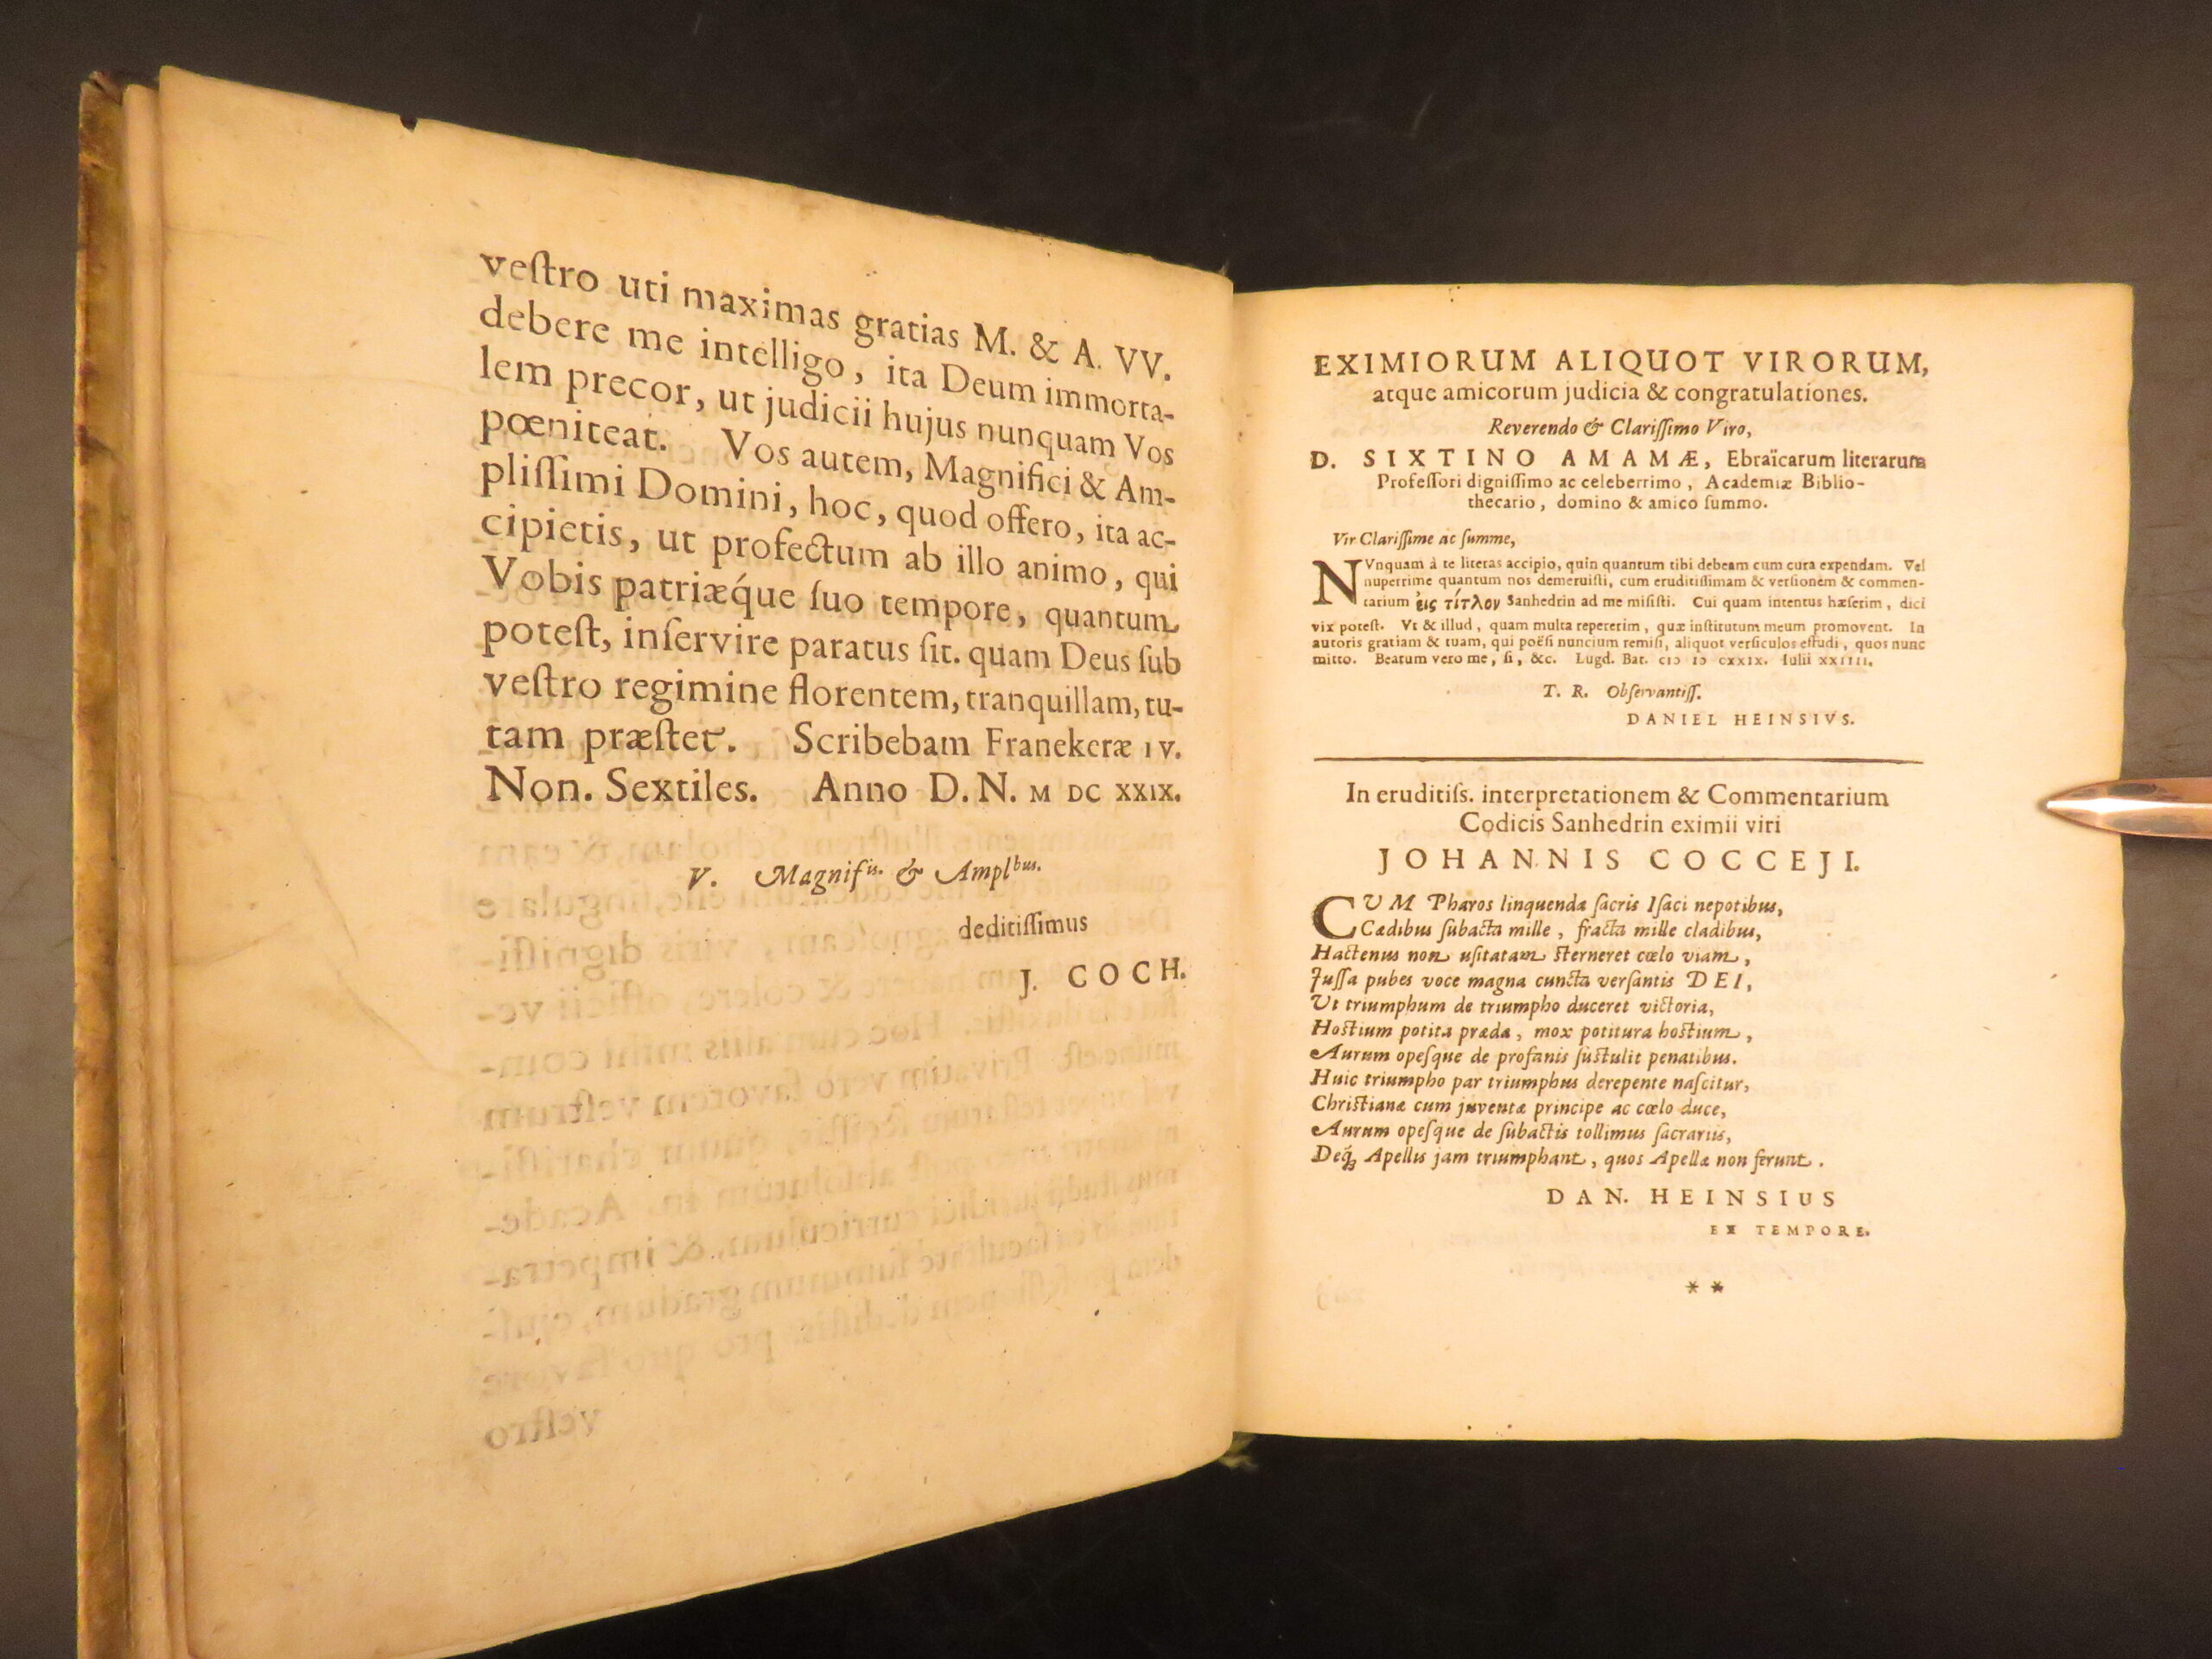 veſtro uti maximas gratias M. & A. VV.
debere me intelligo, ita Deum immorta-
lem precor, ut judicii hujus nunquam Vos
pœniteat. Vos autem, Magnifici & Am-
pliſſimi Domini, hoc, quod offero, ita ac-
cipietis, ut profectum ab illo animo, qui
Vobis patriæq́ue ſuo tempore, quantum
poteſt, inſervire paratus ſit. quam Deus ſub
veſtro regimine florentem, tranquillam, tu-
tam præſtet. Scribebam Franekeræ IV.
Non. Sextiles. Anno D. N. M DC XXIX.
V. Magnifis. & Amplbus.
deditiſſimus
J. COCH.
EXIMIORUM ALIQUOT VIRORUM,
atque amicorum judicia & congratulationes.
Reverendo & Clariſſimo Viro,
D. SIXTINO AMAMÆ, Ebraïcarum literarum
Profeſſori digniſſimo ac celeberrimo, Academiæ Biblio-
thecario, domino & amico ſummo.
Vir Clariſſime ac ſumme,
NVnquam à te literas accipio, quin quantum tibi debeam cum cura expendam. Vel
nuperrime quantum nos demeruiſti, cum eruditiſſimam & verſionem & commen-
tarium ἐις τίτλον Sanhedrin ad me miſiſti. Cui quam intentus hæſerim, dici
vix poteſt. Vt & illud, quam multa repererim, quæ inſtitutum meum promovent. In
autoris gratiam & tuam, qui poëſi nuncium remiſi, aliquot verſiculos effudi, quos nunc
mitto. Beatum vero me, ſi, &c. Lugd. Bat. CIↃ IↃ CXXIX. Iulii XXIIII.
T. R. Obſervantiſſ.
DANIEL HEINSIVS.
In eruditiſs. interpretationem & Commentarium
Codicis Sanhedrin eximii viri
JOHANNIS COCCEJI.
CUM Pharos linquenda ſacris Iſaci nepotibus,
Cædibus ſubacta mille, fracta mille cladibus,
Hactenus non uſitatam ſterneret cœlo viam,
Juſſa pubes voce magna cuncta verſantis DEI,
Ut triumphum de triumpho duceret victoria,
Hoſtium potita præda, mox potitura hoſtium,
Aurum opeſque de profanis ſuſtulit penatibus.
Huic triumpho par triumphus derepente naſcitur,
Chriſtianæ cum juventæ principe ac cœlo duce,
Aurum opeſque de ſubactis tollimus ſacrariis,
Deq́; Apellis jam triumphant, quos Apellæ non ferunt.
DAN. HEINSIUS
EX TEMPORE.
* *